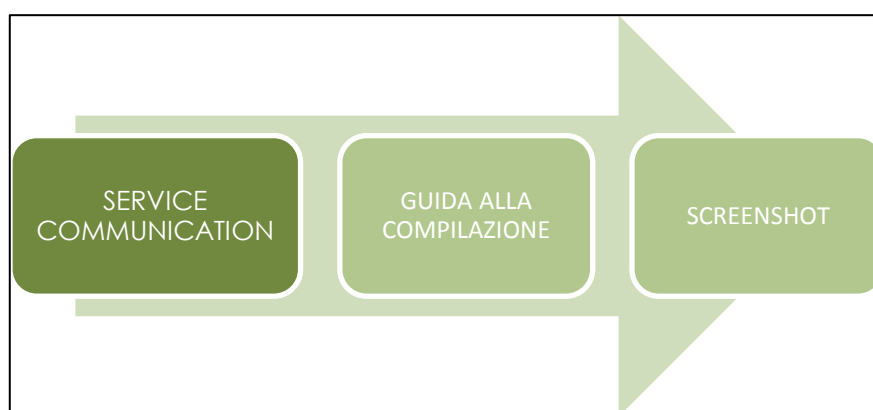 SERVICE
COMMUNICATION
GUIDA ALLA
COMPILAZIONE
SCREENSHOT